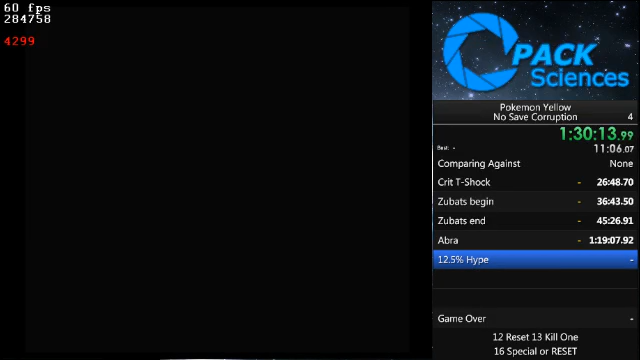 60 fps
284758
4299
PACK
Sciences
Pokemon Yellow
No Save Corruption 4
1:30:13.99
Best: - 11:06.07
Comparing Against None
Crit T-Shock - 26:48.70
Zubats begin - 36:43.50
Zubats end - 45:26.91
Abra - 1:19:07.92
12.5% Hype -
Game Over -
12 Reset 13 Kill One
16 Special or RESET